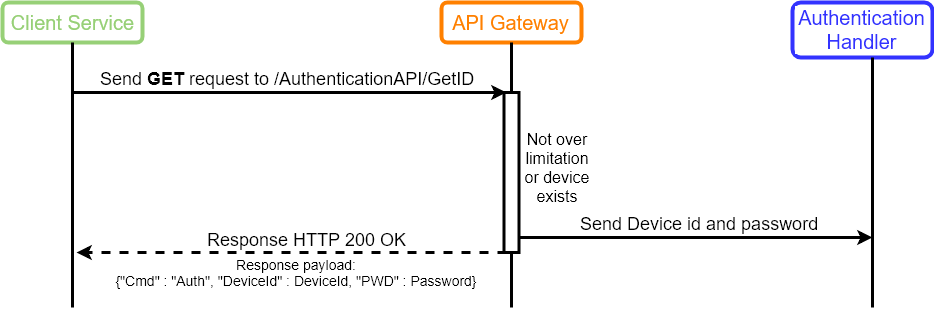 Client Service
API Gateway
Authentication
Handler
Send GET request to /AuthenticationAPI/GetID
Not over
limitation
or device
exists
Send Device id and password
Response HTTP 200 OK
Response payload:
{"Cmd" : "Auth", "DeviceId" : DeviceId, "PWD" : Password}